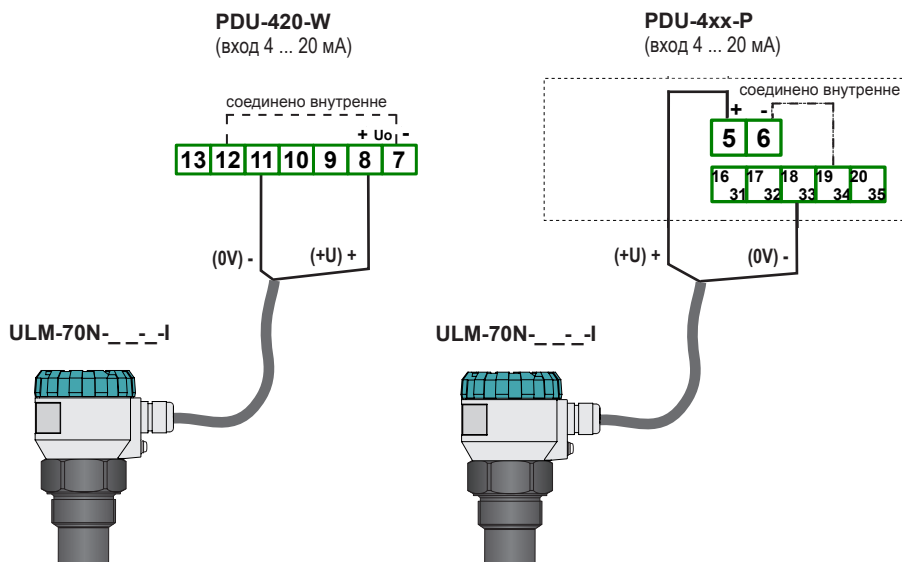 PDU-420-W
(вход 4 ... 20 мА)
соединено внутренне
+ Uo -
13 12 11 10 9 8 7
(0V) - (+U) +
ULM-70N-_ _-_-I
PDU-4xx-P
(вход 4 ... 20 мА)
соединено внутренне
+ -
5 6
16 17 18 19 20
31 32 33 34 35
(+U) + (0V) -
ULM-70N-_ _-_-I